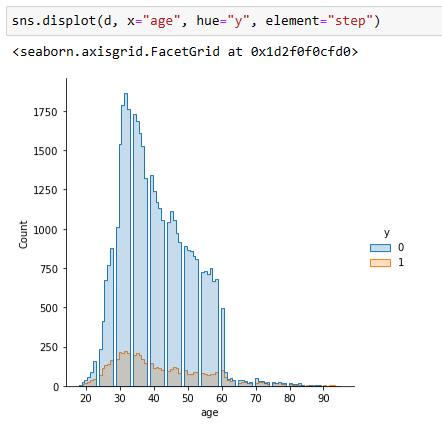 sns.displot(d, x="age", hue="y", element="step")
<seaborn.axisgrid.FacetGrid at 0x1d2f0f0cfd0>
1750
1500
1250
1000
750
500
250
0
Count
20 30 40 50 60 70 80 90
age
y
0
1